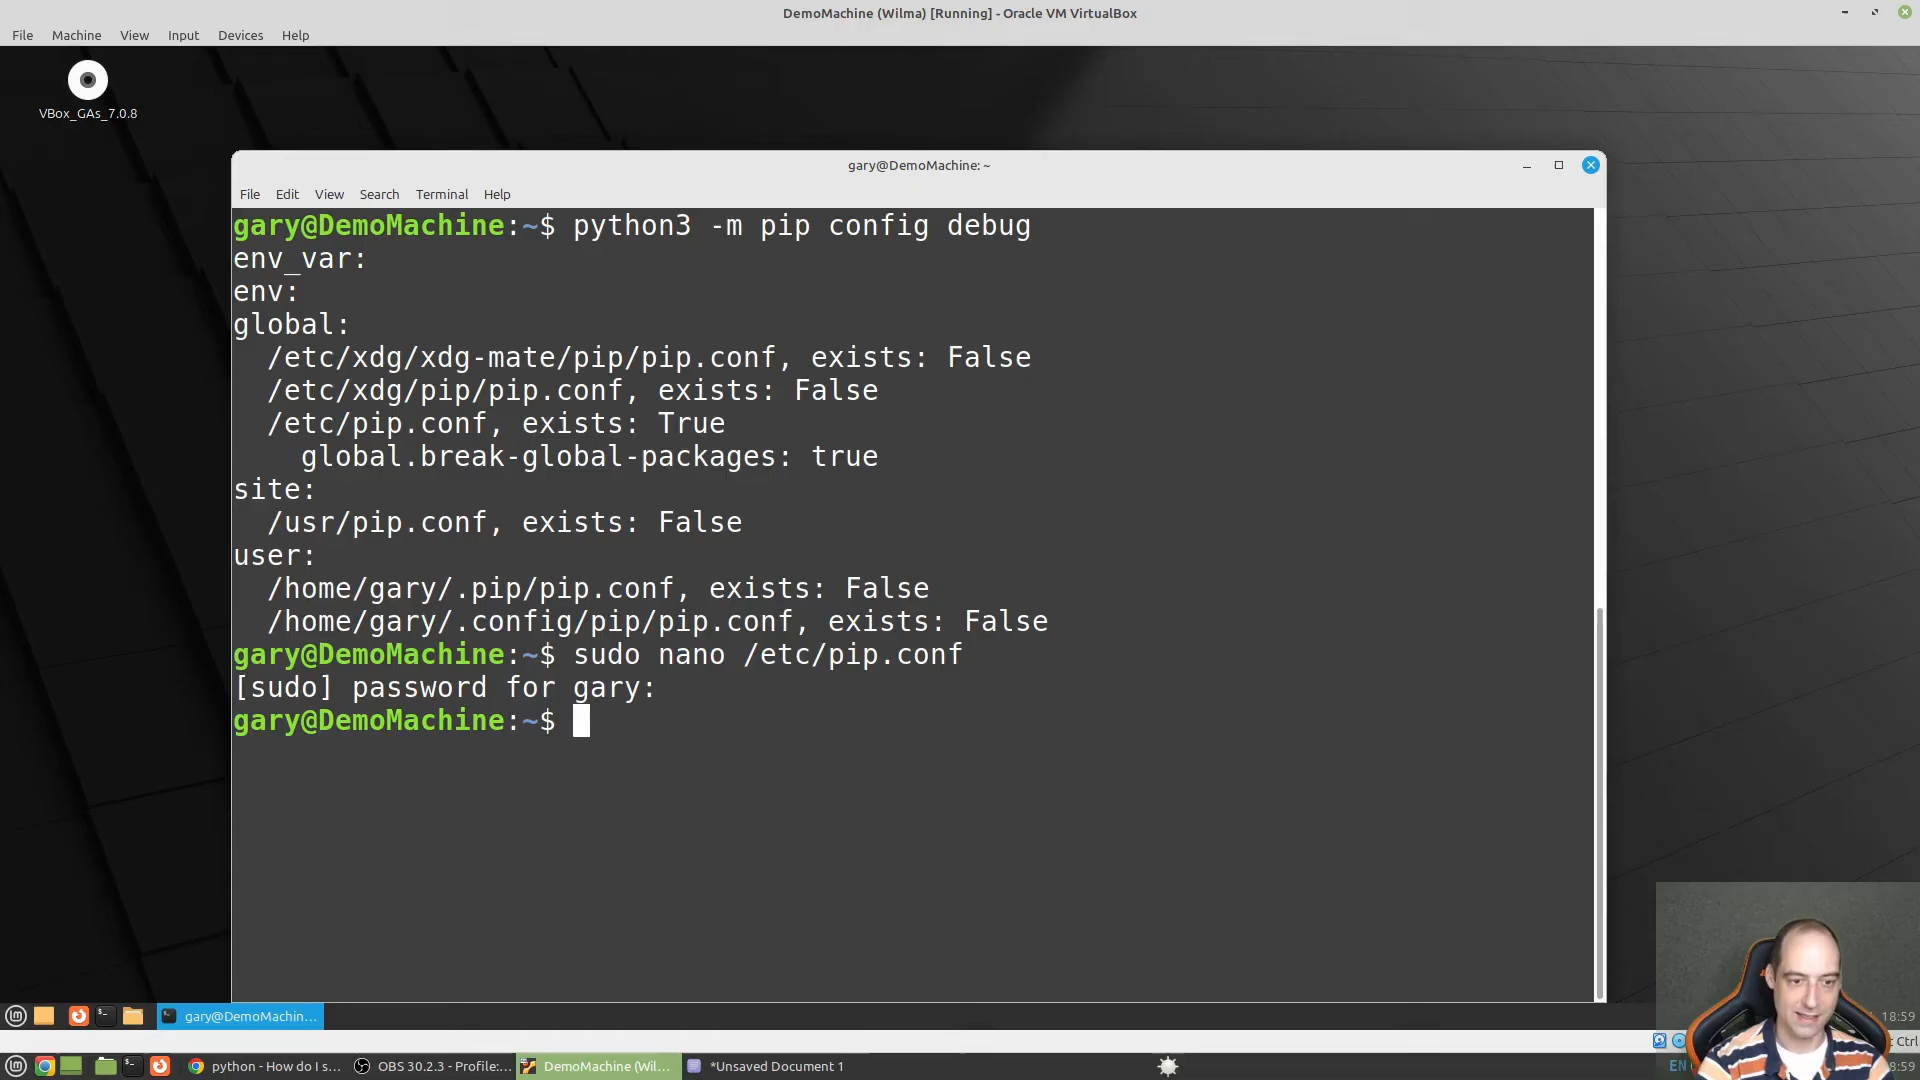 DemoMachine (Wilma) [Running] - Oracle VM VirtualBox
File Machine View Input Devices Help
VBox_GAs_7.0.8
gary@DemoMachine: ~
File Edit View Search Terminal Help
gary@DemoMachine:~$ python3 -m pip config debug
env_var:
env:
global:
/etc/xdg/xdg-mate/pip/pip.conf, exists: False
/etc/xdg/pip/pip.conf, exists: False
/etc/pip.conf, exists: True
global.break-global-packages: true
site:
/usr/pip.conf, exists: False
user:
/home/gary/.pip/pip.conf, exists: False
/home/gary/.config/pip/pip.conf, exists: False
gary@DemoMachine:~$ sudo nano /etc/pip.conf
[sudo] password for gary:
gary@DemoMachine:~$
gary@DemoMachin... 18:59
Ctrl
python - How do I s... OBS 30.2.3 - Profile:... DemoMachine (Wil... *Unsaved Document 1 EN 8:59